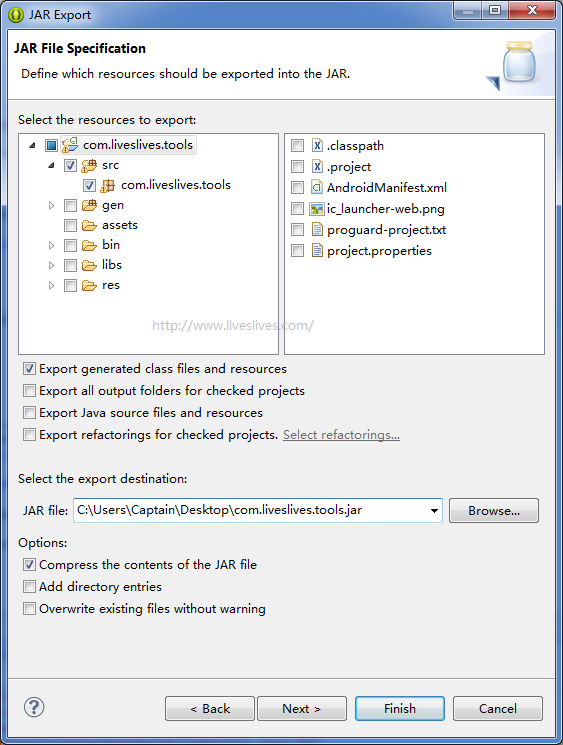 JAR Export
JAR File Specification
Define which resources should be exported into the JAR.
Select the resources to export:
com.liveslives.tools
src
com.liveslives.tools
gen
assets
bin
libs
res
.classpath
.project
AndroidManifest.xml
ic_launcher-web.png
proguard-project.txt
project.properties
http://www.liveslives.com/
Export generated class files and resources
Export all output folders for checked projects
Export Java source files and resources
Export refactorings for checked projects. Select refactorings...
Select the export destination:
JAR file: C:\Users\Captain\Desktop\com.liveslives.tools.jar Browse...
Options:
Compress the contents of the JAR file
Add directory entries
Overwrite existing files without warning
? < Back Next > Finish Cancel